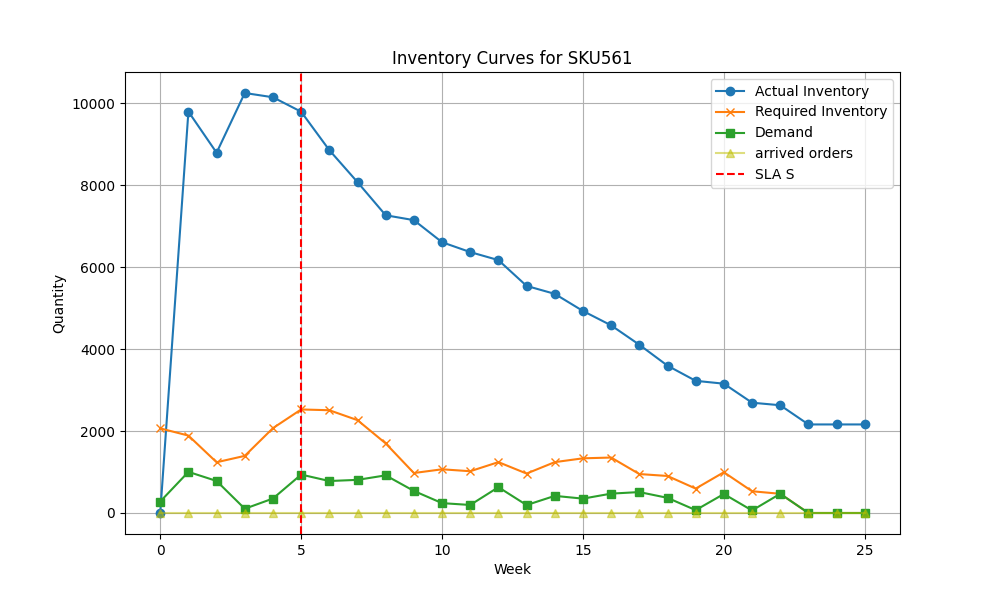 Inventory Curves for SKU561
Actual Inventory
Required Inventory
Demand
arrived orders
SLA S
Quantity
10000
8000
6000
4000
2000
0
0 5 10 15 20 25
Week